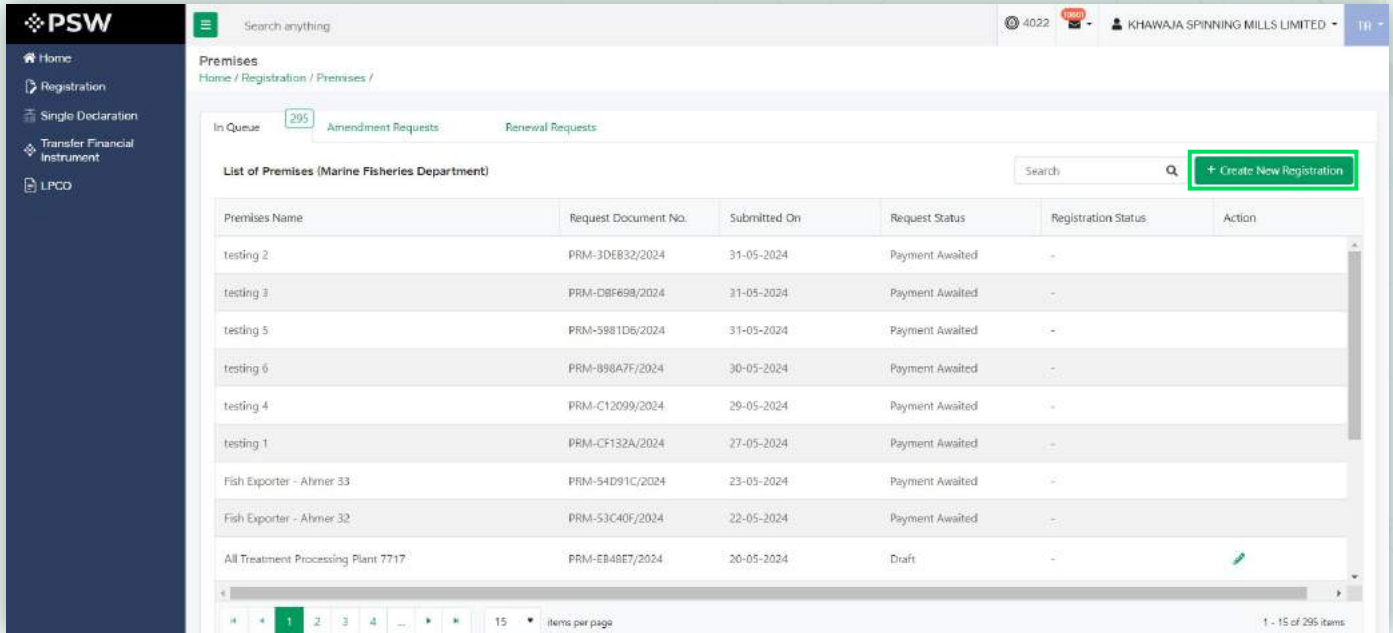 PSW
Search anything
4022
10601
KHAWAJA SPINNING MILLS LIMITED
TR
Home
Registration
Single Declaration
Transfer Financial
Instrument
LPCO
Premises
Home / Registration / Premises /
In Queue 295 Amendment Requests Renewal Requests
List of Premises (Marine Fisheries Department) Search + Create New Registration
Premises Name Request Document No. Submitted On Request Status Registration Status Action
testing 2 PRM-3DEB32/2024 31-05-2024 Payment Awaited -
testing 3 PRM-DBF69B/2024 31-05-2024 Payment Awaited -
testing 5 PRM-5981D6/2024 31-05-2024 Payment Awaited -
testing 6 PRM-898A7F/2024 30-05-2024 Payment Awaited -
testing 4 PRM-C12099/2024 29-05-2024 Payment Awaited -
testing 1 PRM-CF132A/2024 27-05-2024 Payment Awaited -
Fish Exporter - Ahmer 33 PRM-54D91C/2024 23-05-2024 Payment Awaited -
Fish Exporter - Ahmer 32 PRM-53C40F/2024 22-05-2024 Payment Awaited -
All Treatment Processing Plant 7717 PRM-EB48E7/2024 20-05-2024 Draft -
1 2 3 4 ... 15 items per page 1 - 15 of 295 items